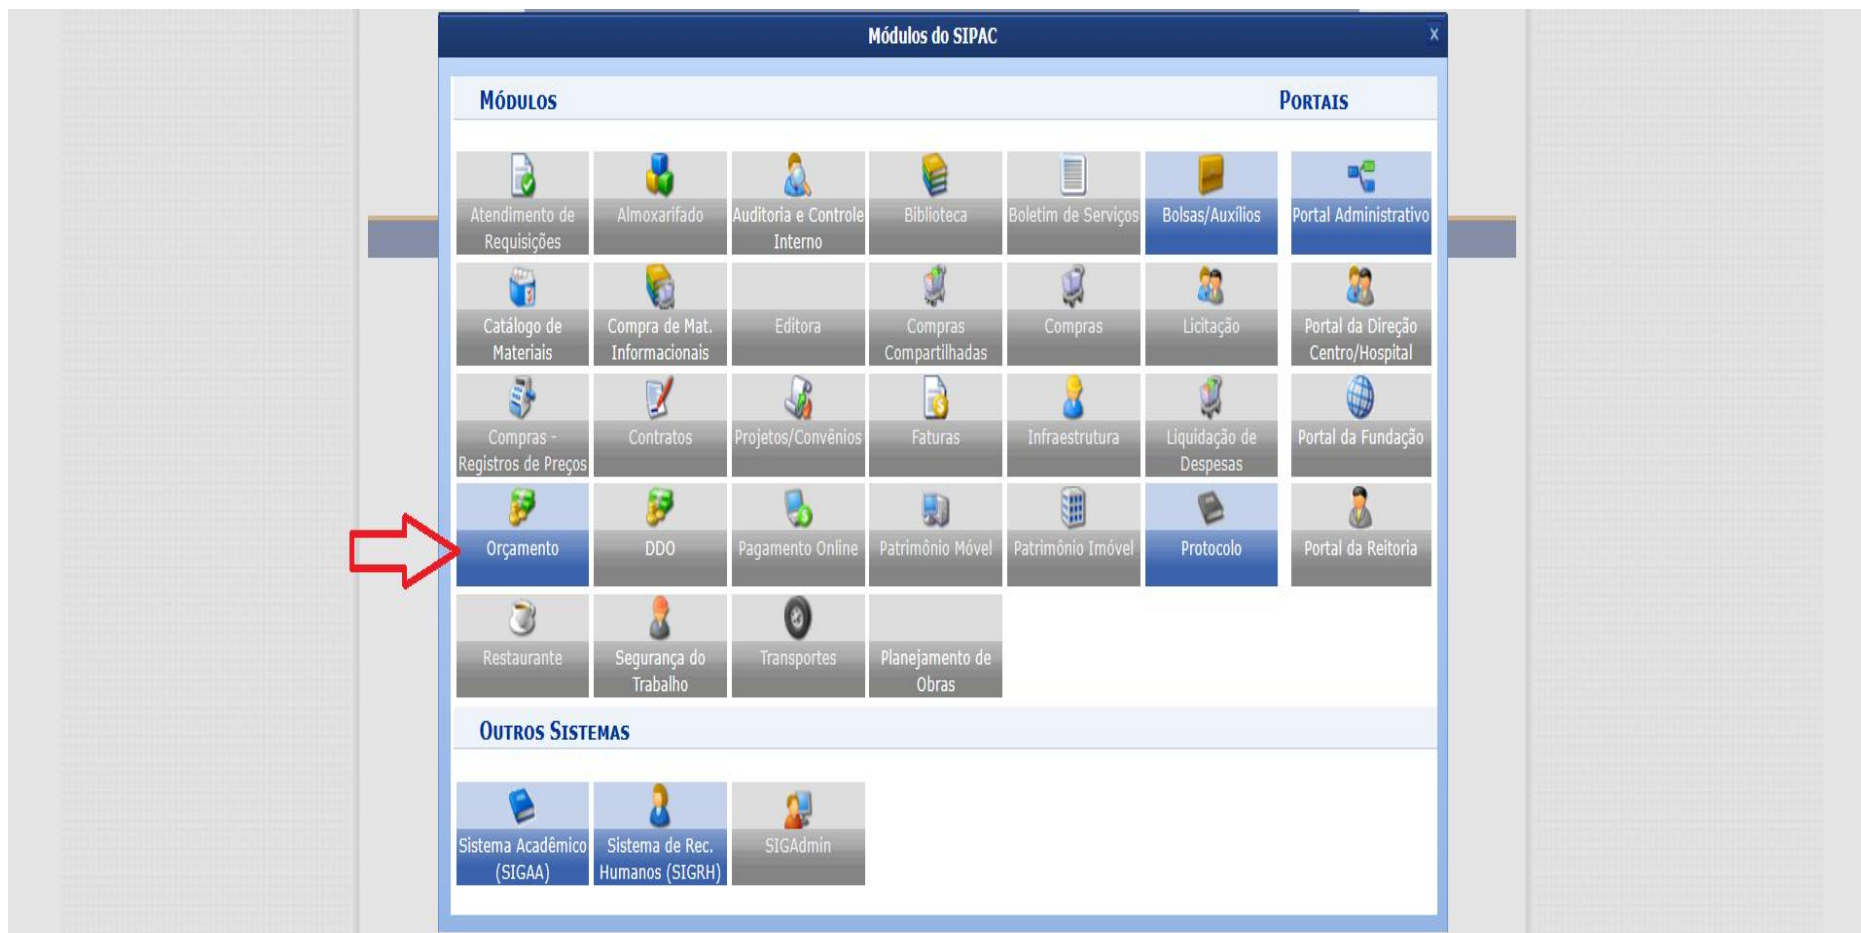 Módulos do SIPAC
x
MÓDULOS
PORTAIS
Atendimento de
Requisições
Almoxarifado
Auditoria e Controle
Interno
Biblioteca
Boletim de Serviços
Bolsas/Auxílios
Portal Administrativo
Catálogo de
Materiais
Compra de Mat.
Informacionais
Editora
Compras
Compartilhadas
Compras
Licitação
Portal da Direção
Centro/Hospital
Compras -
Registros de Preços
Contratos
Projetos/Convênios
Faturas
Infraestrutura
Liquidação de
Despesas
Portal da Fundação
Orçamento
DDO
Pagamento Online
Patrimônio Móvel
Patrimônio Imóvel
Protocolo
Portal da Reitoria
Restaurante
Segurança do
Trabalho
Transportes
Planejamento de
Obras
OUTROS SISTEMAS
Sistema Acadêmico
(SIGAA)
Sistema de Rec.
Humanos (SIGRH)
SIGAdmin